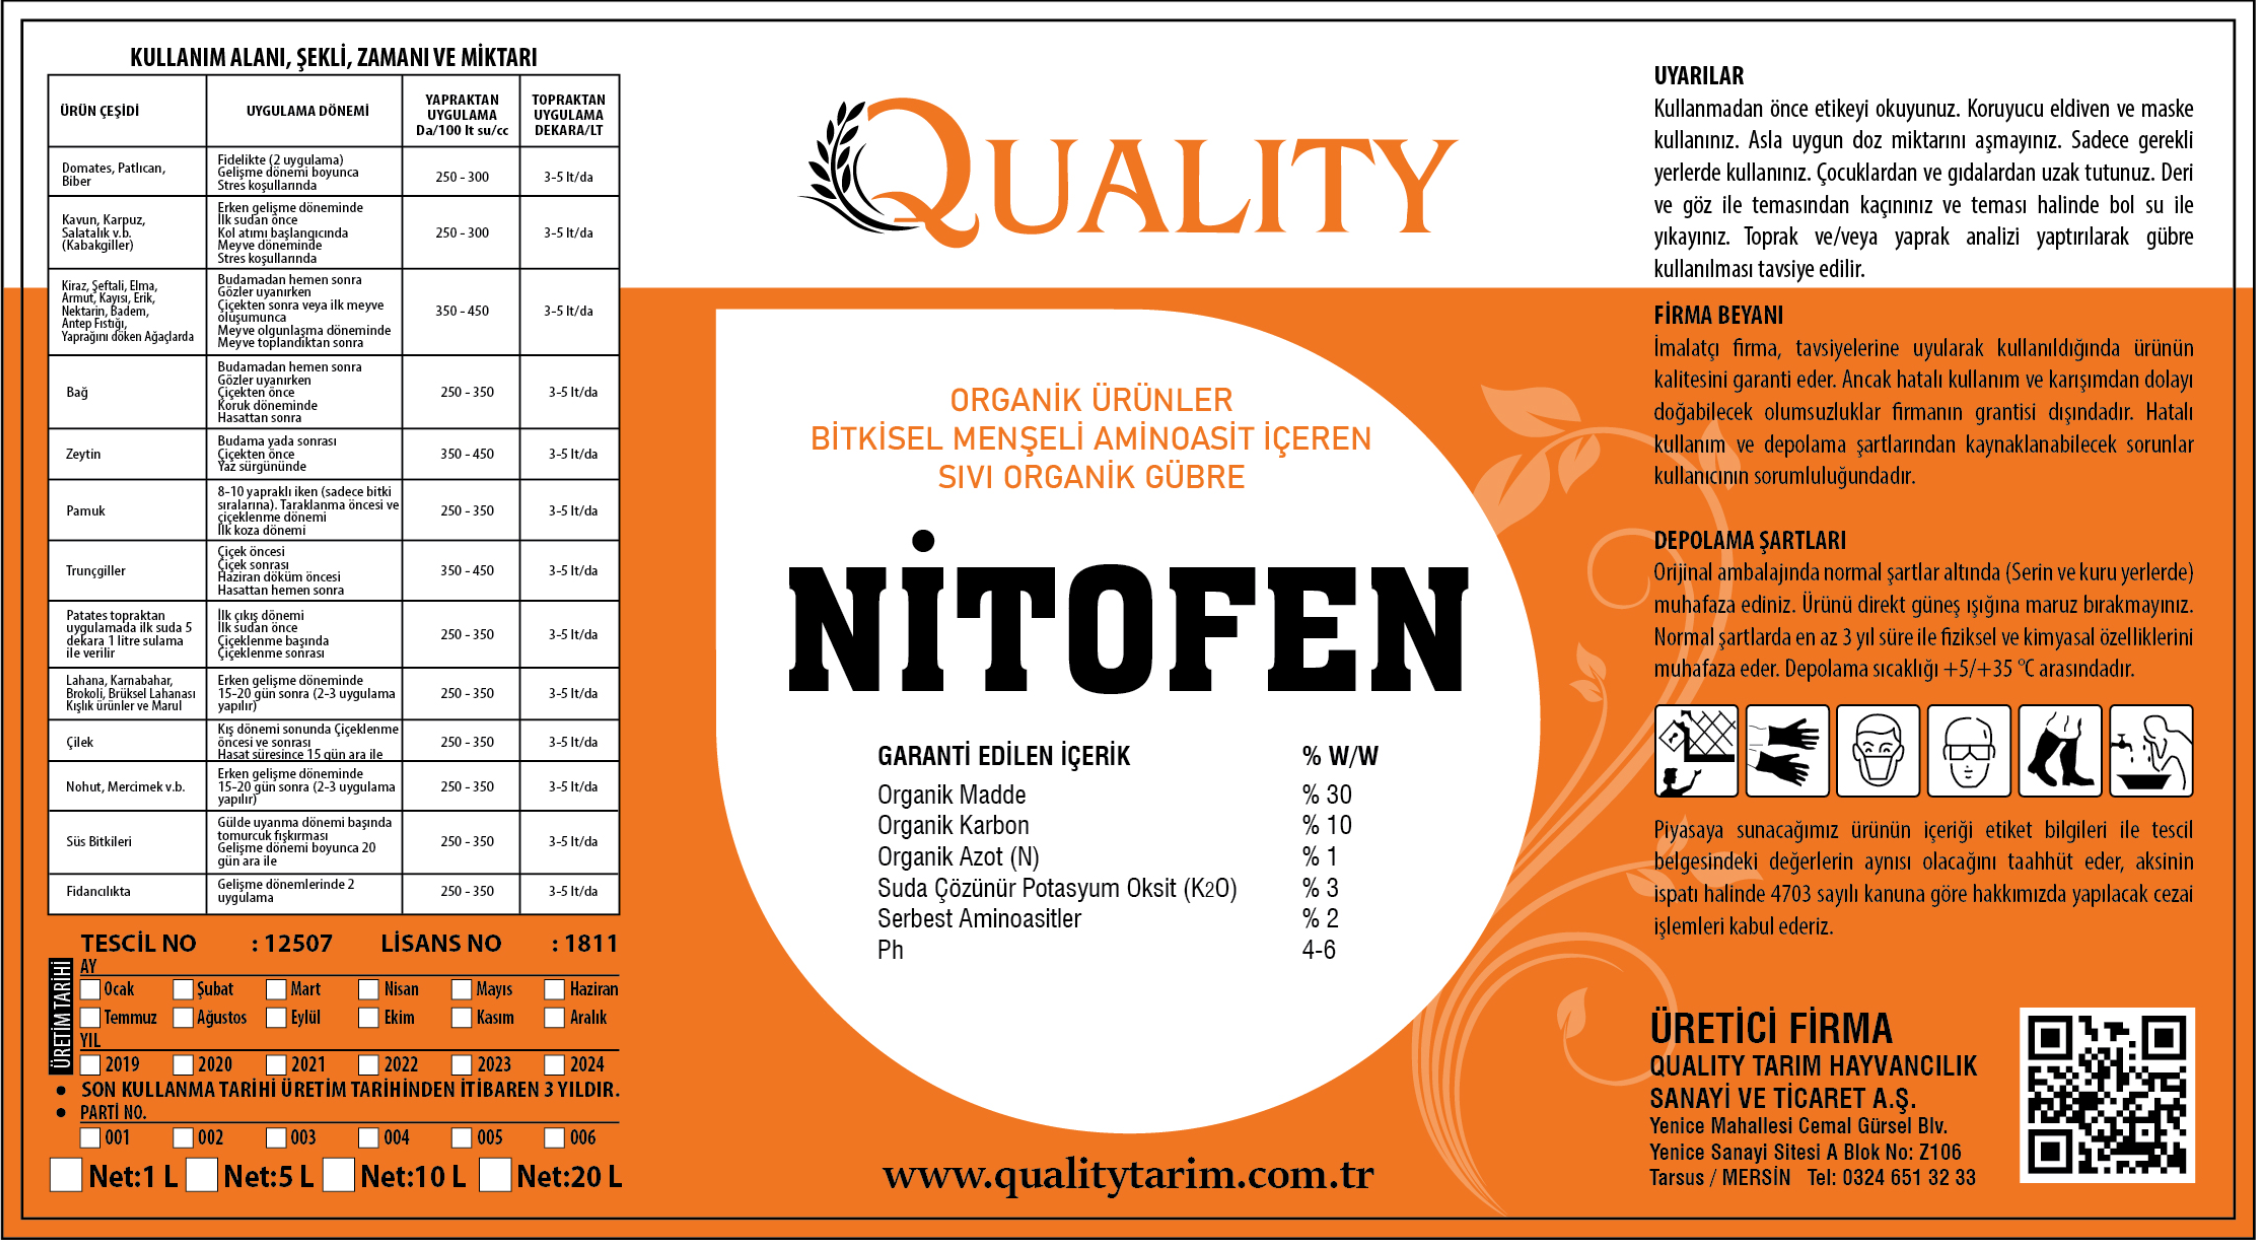 KULLANIM ALANI, ŞEKLİ, ZAMANI VE MİKTARI
ÜRÜN ÇEŞİDİ
UYGULAMA DÖNEMİ
YAPRAKTAN
UYGULAMA
Da/100 lt su/cc
TOPRAKTAN
UYGULAMA
DEKARA/LT
Domates, Patlıcan,
Biber
Fidelikte (2 uygulama)
Gelişme dönemi boyunca
Stres koşullarında
250 - 300
3-5 lt/da
Kavun, Karpuz,
Salatalık v.b.
(Kabakgiller)
Erken gelişme döneminde
İlk sudan önce
Kol atımı başlangıcında
Meyve döneminde
Stres koşullarında
250 - 300
3-5 lt/da
Kiraz, Şeftali, Elma,
Armut, Kayısı, Erik,
Nektarin, Badem,
Antep Fıstığı,
Yaprağını döken Ağaçlarda
Budamadan hemen sonra
Gözler uyanırken
Çiçekten sonra veya ilk meyve
oluşumunca
Meyve olgunlaşma döneminde
Meyve toplandıktan sonra
350 - 450
3-5 lt/da
Bağ
Budamadan hemen sonra
Gözler uyanırken
Çiçekten önce
Koruk döneminde
Hasattan sonra
250 - 350
3-5 lt/da
Zeytin
Budama yada sonrası
Çiçekten önce
Yaz sürgününde
350 - 450
3-5 lt/da
Pamuk
8-10 yapraklı iken (sadece bitki
sıralarına). Taraklanma öncesi ve
çiçeklenme dönemi
İlk koza dönemi
250 - 350
3-5 lt/da
Trunçgiller
Çiçek öncesi
Çiçek sonrası
Haziran döküm öncesi
Hasattan hemen sonra
350 - 450
3-5 lt/da
Patates topraktan
uygulamada ilk suda 5
dekara 1 litre sulama
ile verilir
İlk çıkış dönemi
İlk sudan önce
Çiçeklenme başında
Çiçeklenme sonrası
250 - 350
3-5 lt/da
Lahana, Karnabahar,
Brokoli, Brüksel Lahanası
Kışlık ürünler ve Marul
Erken gelişme döneminde
15-20 gün sonra (2-3 uygulama
yapılır)
250 - 350
3-5 lt/da
Çilek
Kış dönemi sonunda Çiçeklenme
öncesi ve sonrası
Hasat süresince 15 gün ara ile
250 - 350
3-5 lt/da
Nohut, Mercimek v.b.
Erken gelişme döneminde
15-20 gün sonra (2-3 uygulama
yapılır)
250 - 350
3-5 lt/da
Süs Bitkileri
Gülde uyanma dönemi başında
tomurcuk fışkırması
Gelişme dönemi boyunca 20
gün ara ile
250 - 350
3-5 lt/da
Fidancılıkta
Gelişme dönemlerinde 2
uygulama
250 - 350
3-5 lt/da
TESCİL NO : 12507 LİSANS NO : 1811
ÜRETİM TARİHİ
AY
Ocak Şubat Mart Nisan Mayıs Haziran
Temmuz Ağustos Eylül Ekim Kasım Aralık
YIL
2019 2020 2021 2022 2023 2024
• SON KULLANMA TARİHİ ÜRETİM TARİHİNDEN İTİBAREN 3 YILDIR.
• PARTİ NO.
001 002 003 004 005 006
Net:1 L Net:5 L Net:10 L Net:20 L
QUALITY
ORGANİK ÜRÜNLER
BİTKİSEL MENŞELİ AMİNOASİT İÇEREN
SIVI ORGANİK GÜBRE
NİTOFEN
GARANTİ EDİLEN İÇERİK % W/W
Organik Madde % 30
Organik Karbon % 10
Organik Azot (N) % 1
Suda Çözünür Potasyum Oksit (K2O) % 3
Serbest Aminoasitler % 2
Ph 4-6
www.qualitytarim.com.tr
UYARILAR
Kullanmadan önce etikeyi okuyunuz. Koruyucu eldiven ve maske
kullanınız. Asla uygun doz miktarını aşmayınız. Sadece gerekli
yerlerde kullanınız. Çocuklardan ve gıdalardan uzak tutunuz. Deri
ve göz ile temasından kaçınınız ve teması halinde bol su ile
yıkayınız. Toprak ve/veya yaprak analizi yaptırılarak gübre
kullanılması tavsiye edilir.
FİRMA BEYANI
İmalatçı firma, tavsiyelerine uyularak kullanıldığında ürünün
kalitesini garanti eder. Ancak hatalı kullanım ve karışımdan dolayı
doğabilecek olumsuzluklar firmanın grantisi dışındadır. Hatalı
kullanım ve depolama şartlarından kaynaklanabilecek sorunlar
kullanıcının sorumluluğundadır.
DEPOLAMA ŞARTLARI
Orijinal ambalajında normal şartlar altında (Serin ve kuru yerlerde)
muhafaza ediniz. Ürünü direkt güneş ışığına maruz bırakmayınız.
Normal şartlarda en az 3 yıl süre ile fiziksel ve kimyasal özelliklerini
muhafaza eder. Depolama sıcaklığı +5/+35 °C arasındadır.
Piyasaya sunacağımız ürünün içeriği etiket bilgileri ile tescil
belgesindeki değerlerin aynısı olacağını taahhüt eder, aksinin
ispatı halinde 4703 sayılı kanuna göre hakkımızda yapılacak cezai
işlemleri kabul ederiz.
ÜRETİCİ FİRMA
QUALITY TARIM HAYVANCILIK
SANAYİ VE TİCARET A.Ş.
Yenice Mahallesi Cemal Gürsel Blv.
Yenice Sanayi Sitesi A Blok No: Z106
Tarsus / MERSİN Tel: 0324 651 32 33